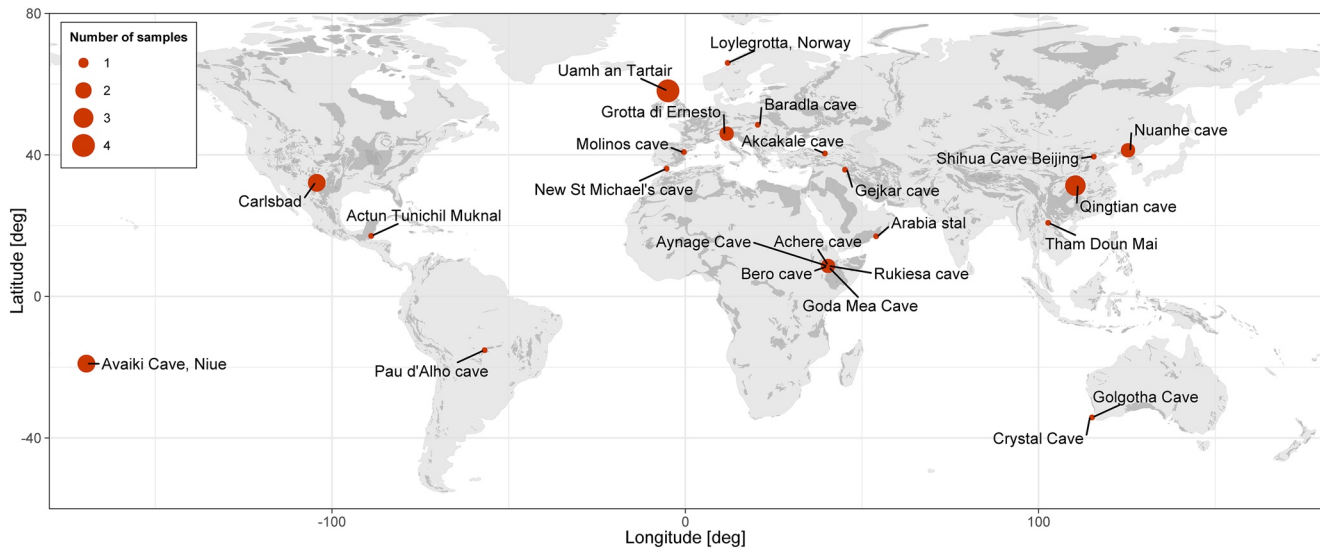 80
40
0
-40
Latitude [deg]
Number of samples
1
2
3
4
Loylegrotta, Norway
Uamh an Tartair
Grotta di Ernesto
Baradla cave
Nuanhe cave
Molinos cave
Akcakale cave
Shihua Cave Beijing
New St Michael's cave
Gejkar cave
Carlsbad
Qingtian cave
Actun Tunichil Muknal
Arabia stal
Aynage Cave
Achere cave
Tham Doun Mai
Bero cave
Rukiesa cave
Goda Mea Cave
Avaiki Cave, Niue
Pau d'Alho cave
Golgotha Cave
Crystal Cave
-100
0
100
Longitude [deg]